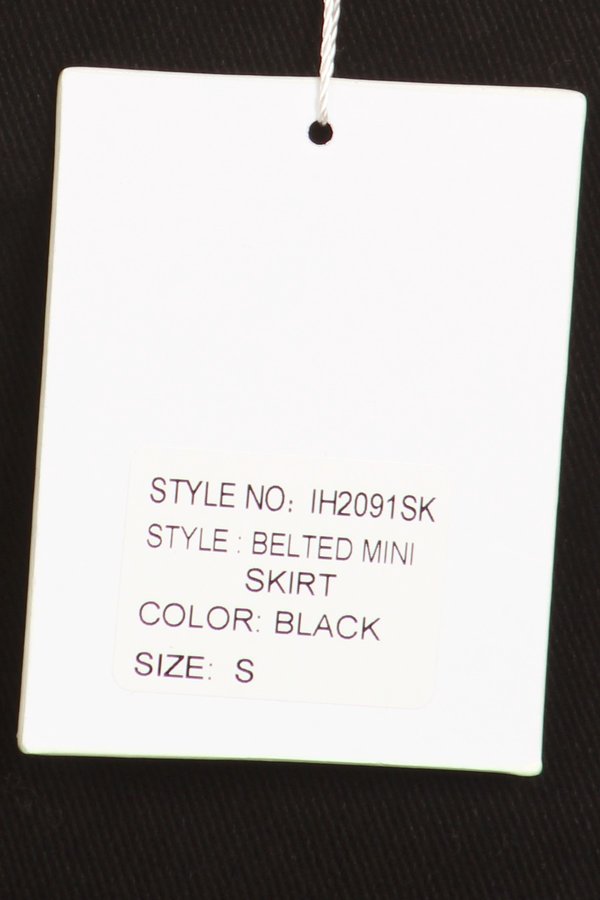 STYLE NO: IH2091SK
STYLE : BELTED MINI
SKIRT
COLOR: BLACK
SIZE: S